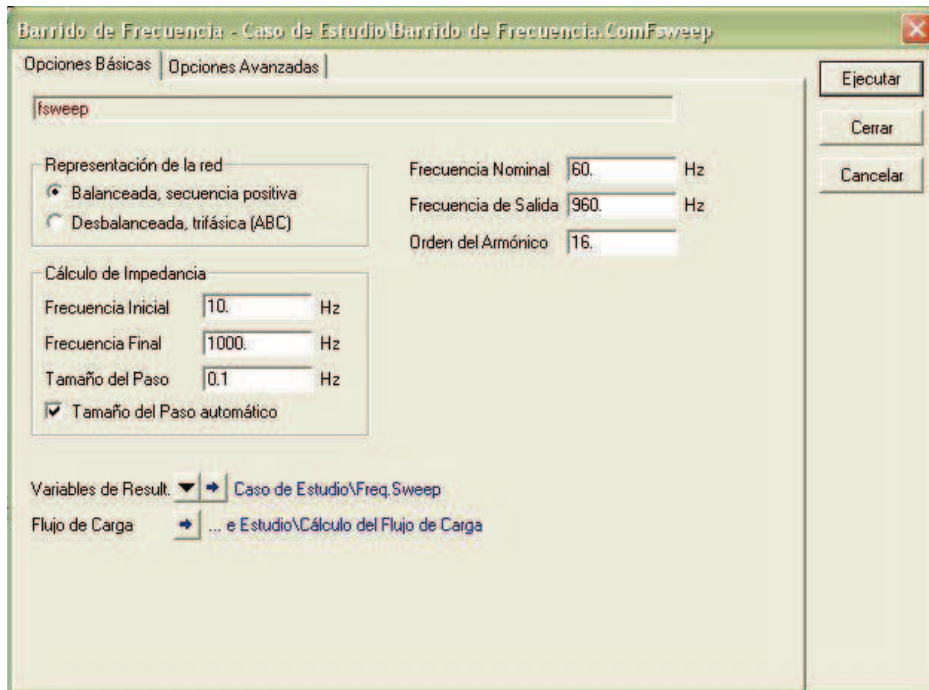 Barrido de Frecuencia - Caso de Estudio\Barrido de Frecuencia.ComFsweep
Opciones Básicas Opciones Avanzadas
Ejecutar
fsweep
Cerrar
Representación de la red
Frecuencia Nominal 60. Hz
Cancelar
Balanceada, secuencia positiva
Frecuencia de Salida 960. Hz
Desbalanceada, trifásica (ABC)
Orden del Armónico 16.
Cálculo de Impedancia
Frecuencia Inicial 10. Hz
Frecuencia Final 1000. Hz
Tamaño del Paso 0.1 Hz
Tamaño del Paso automático
Variables de Result. Caso de Estudio\Freq.Sweep
Flujo de Carga ... e Estudio\Cálculo del Flujo de Carga